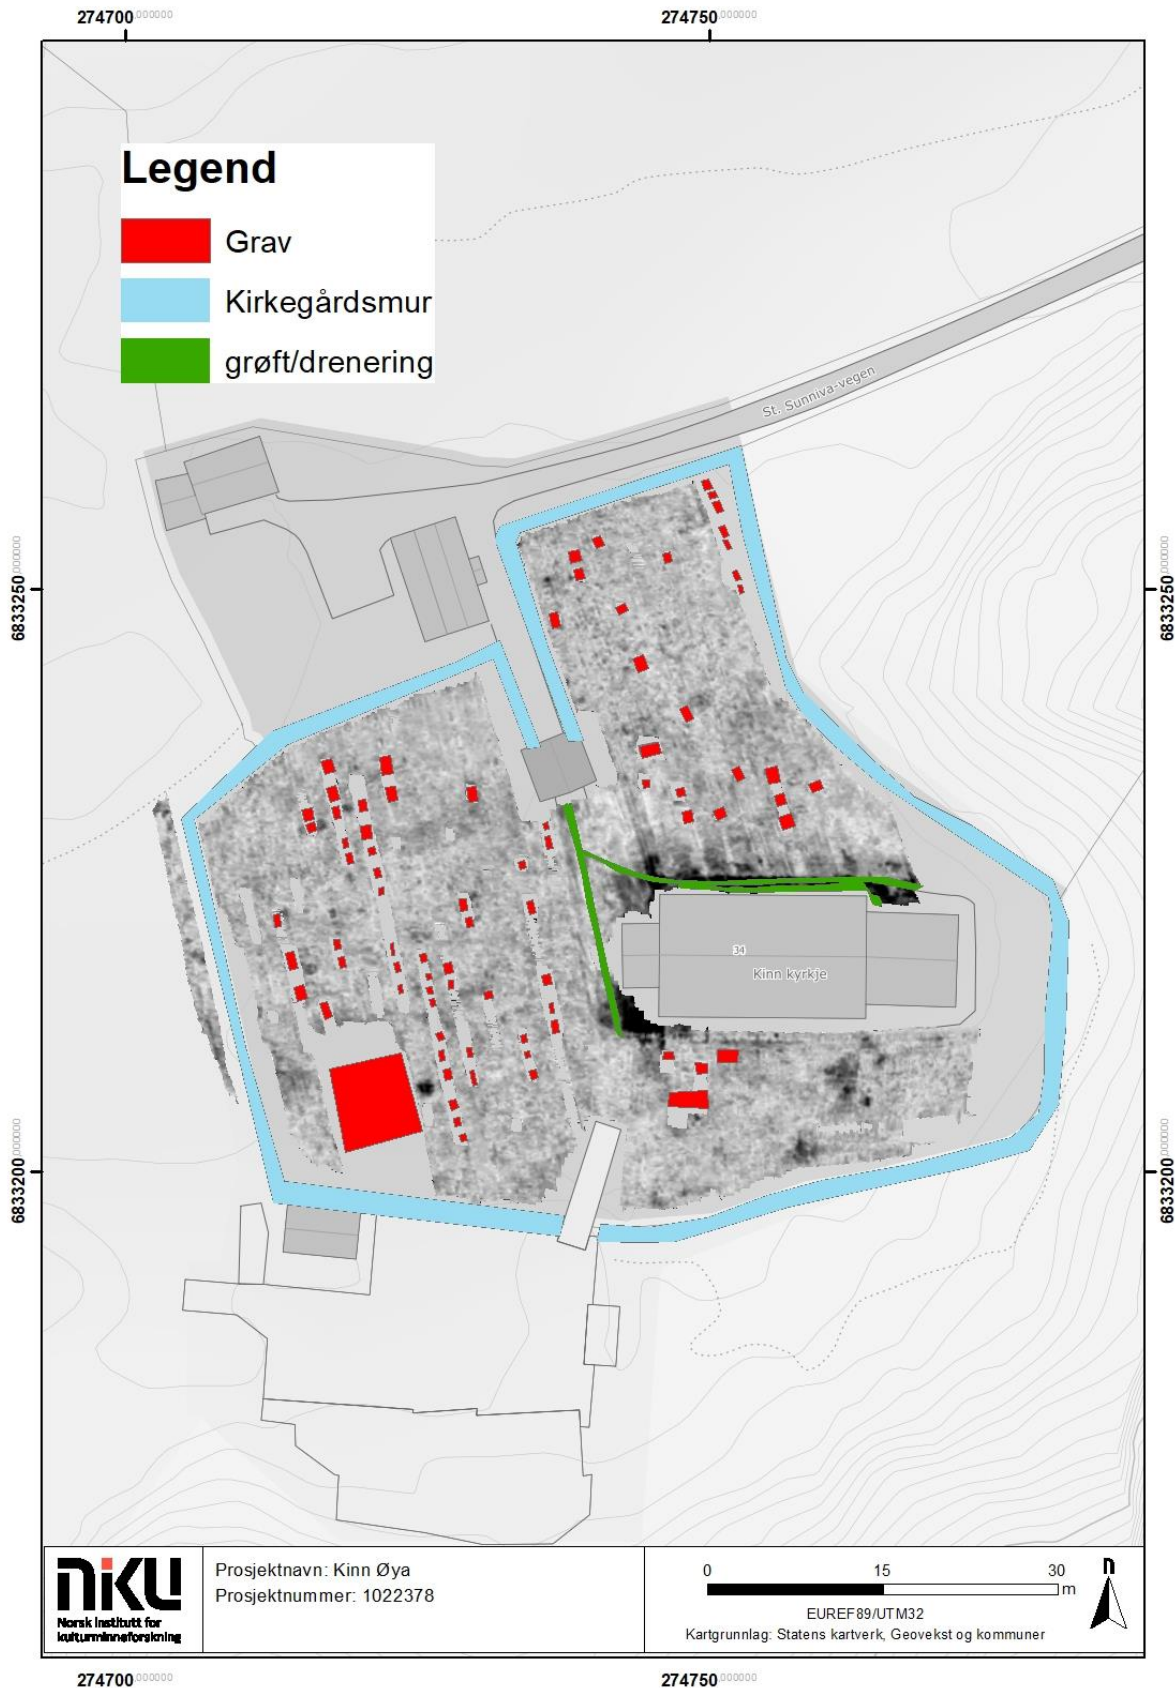 274700.000000
274750.000000
Legend
Grav
Kirkegårdsmur
grøft/drenering
St. Sunniva-vegen
6833250.000000
6833250.000000
34
Kinn kyrkje
6833200.000000
6833200.000000
niku
Norsk institutt for
kulturminneforskning
Prosjektnavn: Kinn Øya
Prosjektnummer: 1022378
0 15 30
m
EUREF89/UTM32
Kartgrunnlag: Statens kartverk, Geovekst og kommuner
n
274700.000000
274750.000000